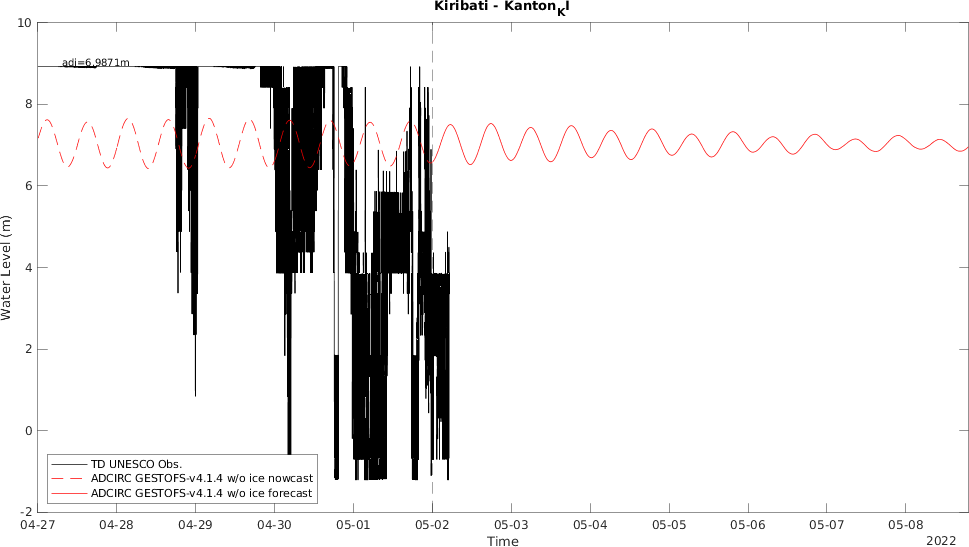 Kiribati - Kanton_KI
10
8
6
4
2
0
-2
Water Level (m)
adj=6.9871m
TD UNESCO Obs.
ADCIRC GESTOFS-v4.1.4 w/o ice nowcast
ADCIRC GESTOFS-v4.1.4 w/o ice forecast
04-27 04-28 04-29 04-30 05-01 05-02 05-03 05-04 05-05 05-06 05-07 05-08
Time
2022